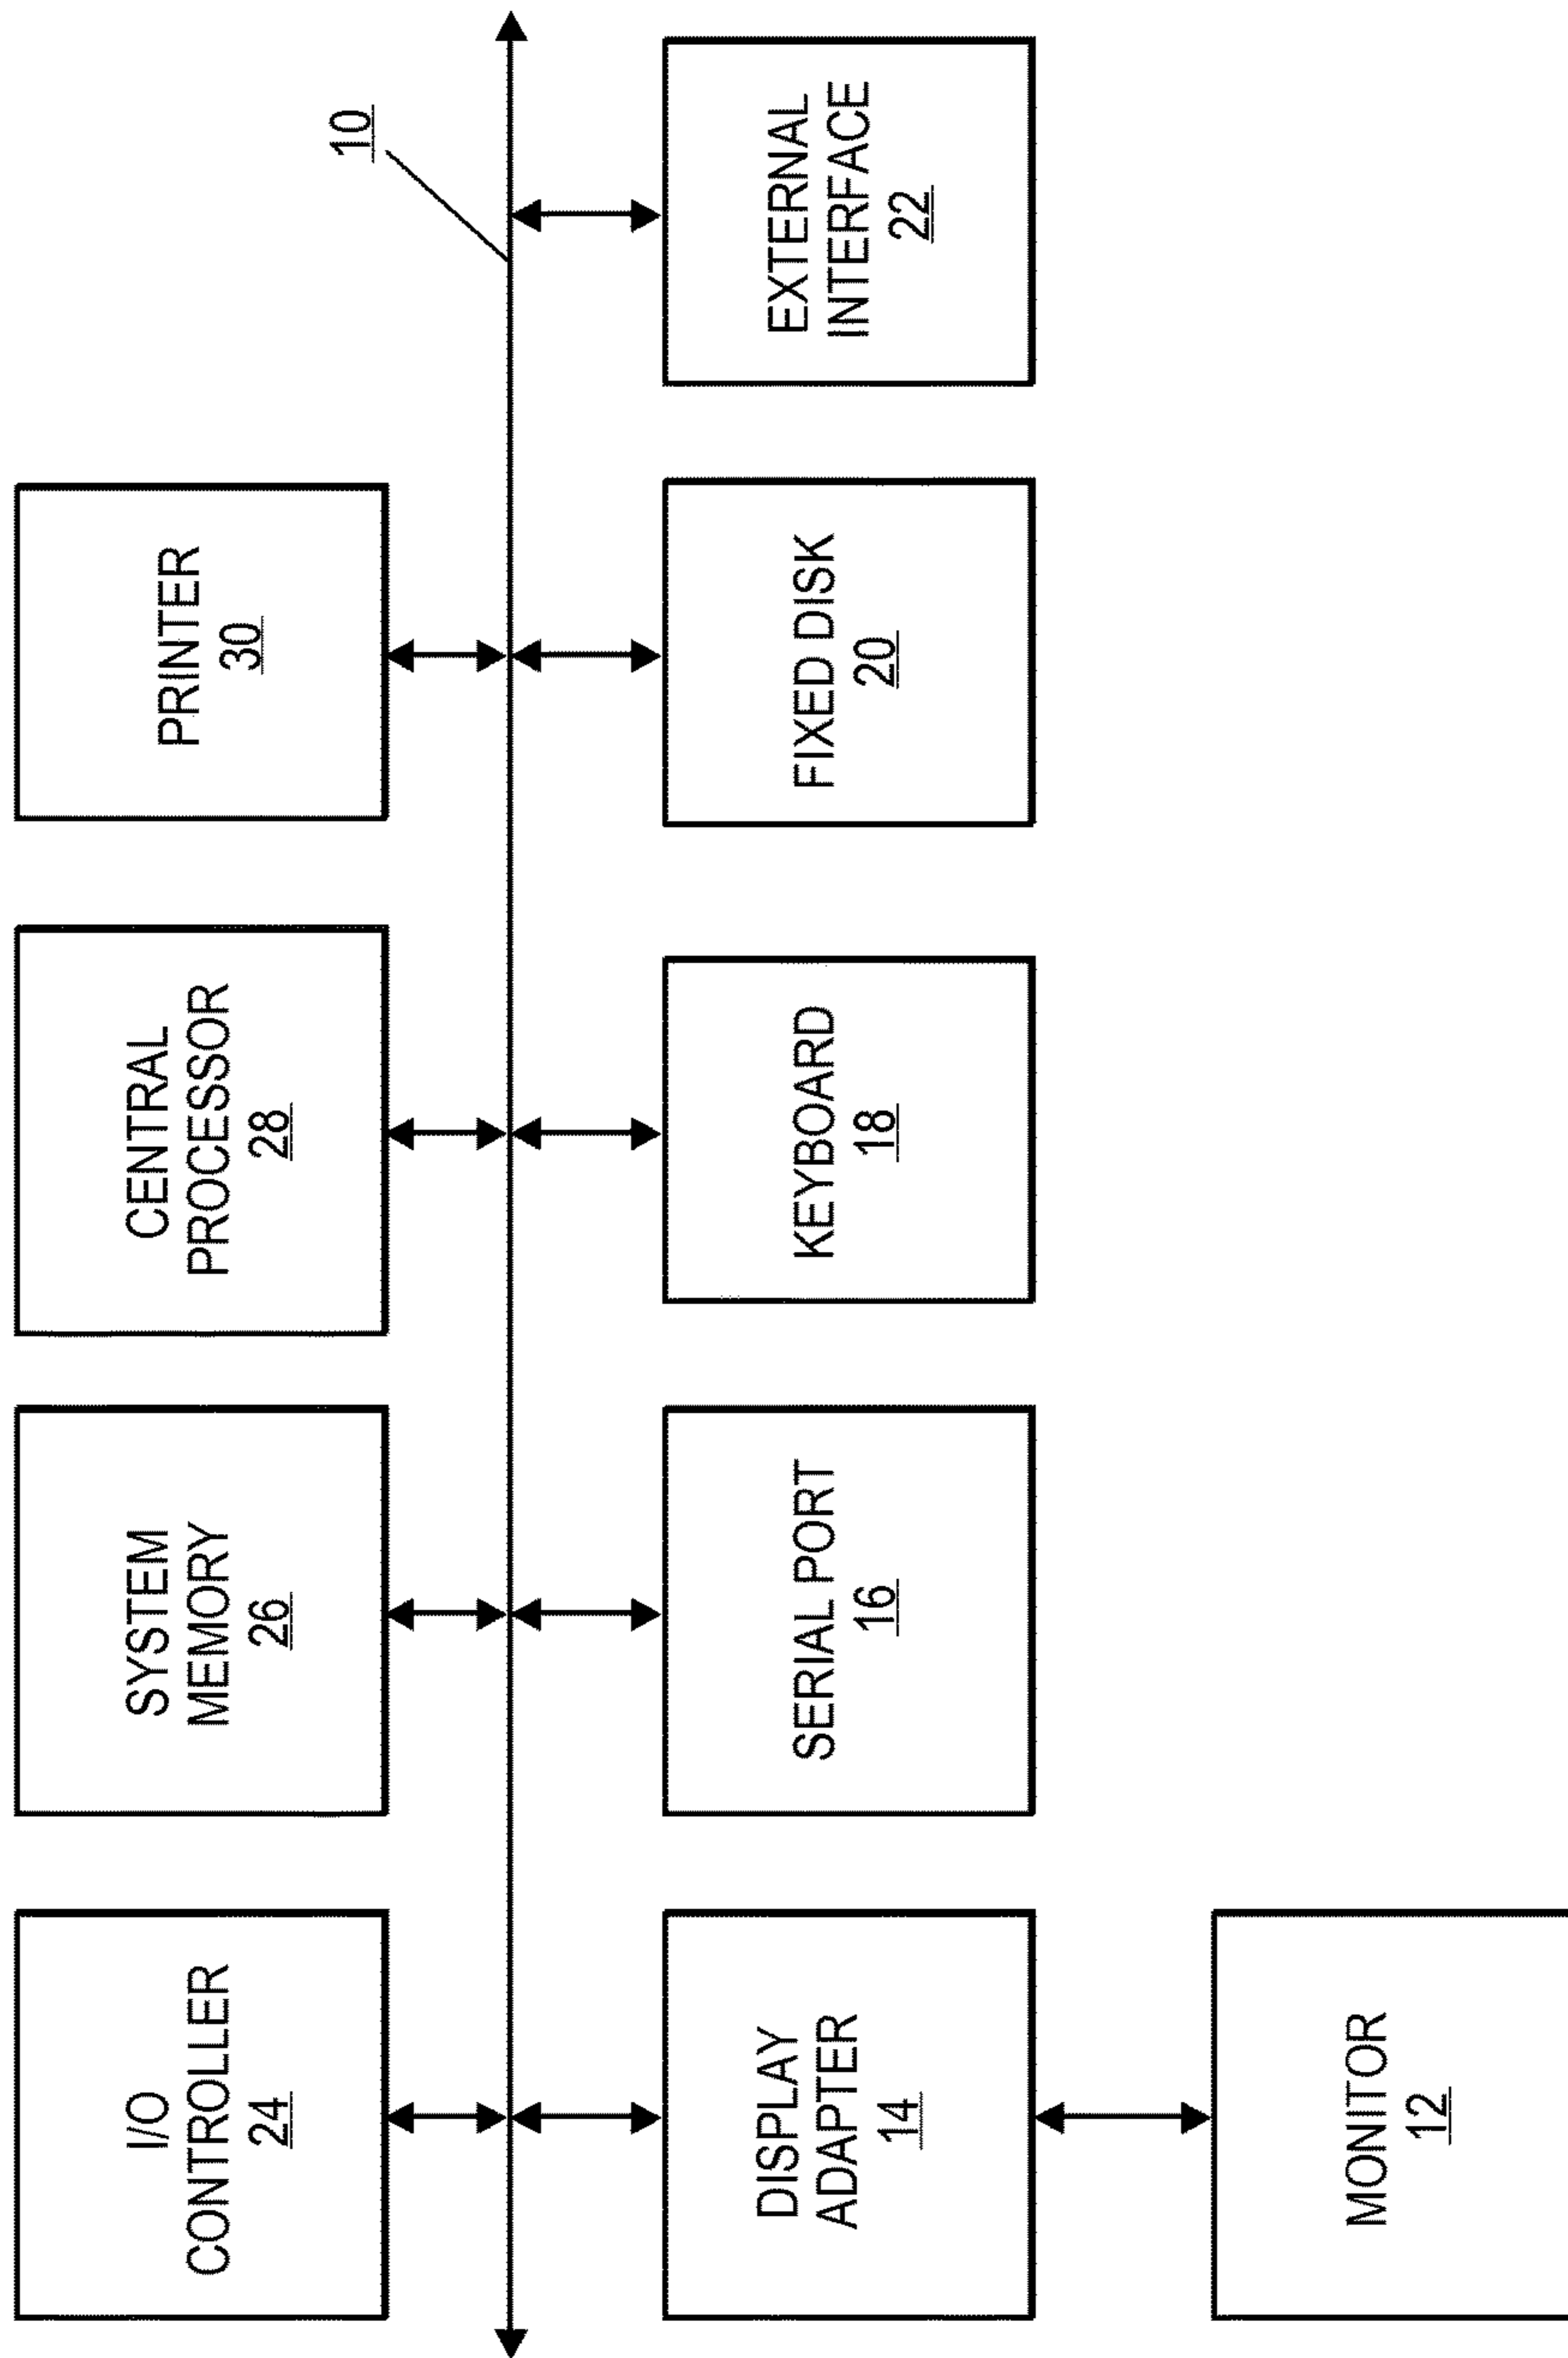 I/O
CONTROLLER
24
SYSTEM
MEMORY
26
CENTRAL
PROCESSOR
28
PRINTER
30
10
DISPLAY
ADAPTER
14
SERIAL PORT
16
KEYBOARD
18
FIXED DISK
20
EXTERNAL
INTERFACE
22
MONITOR
12